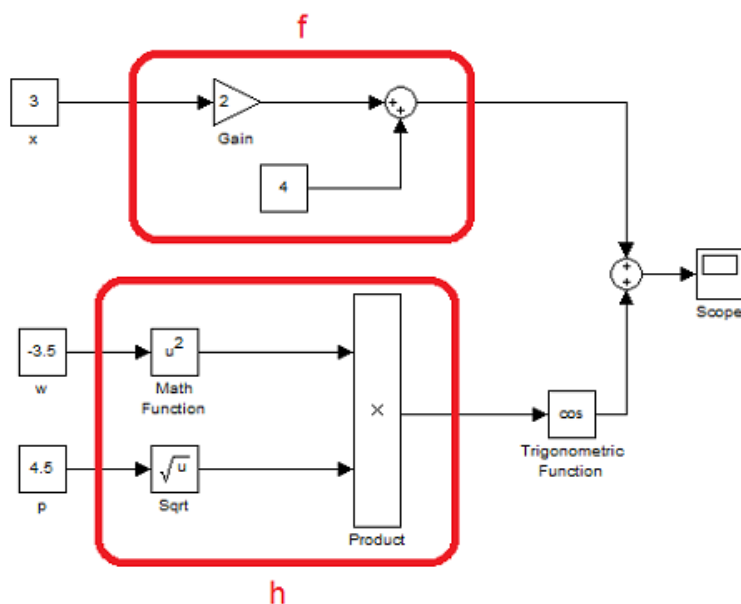 f
3
x
2
Gain
+
+
4
+
+
Scope
-3.5
w
u²
Math
Function
×
cos
Trigonometric
Function
4.5
p
√u
Sqrt
Product
h